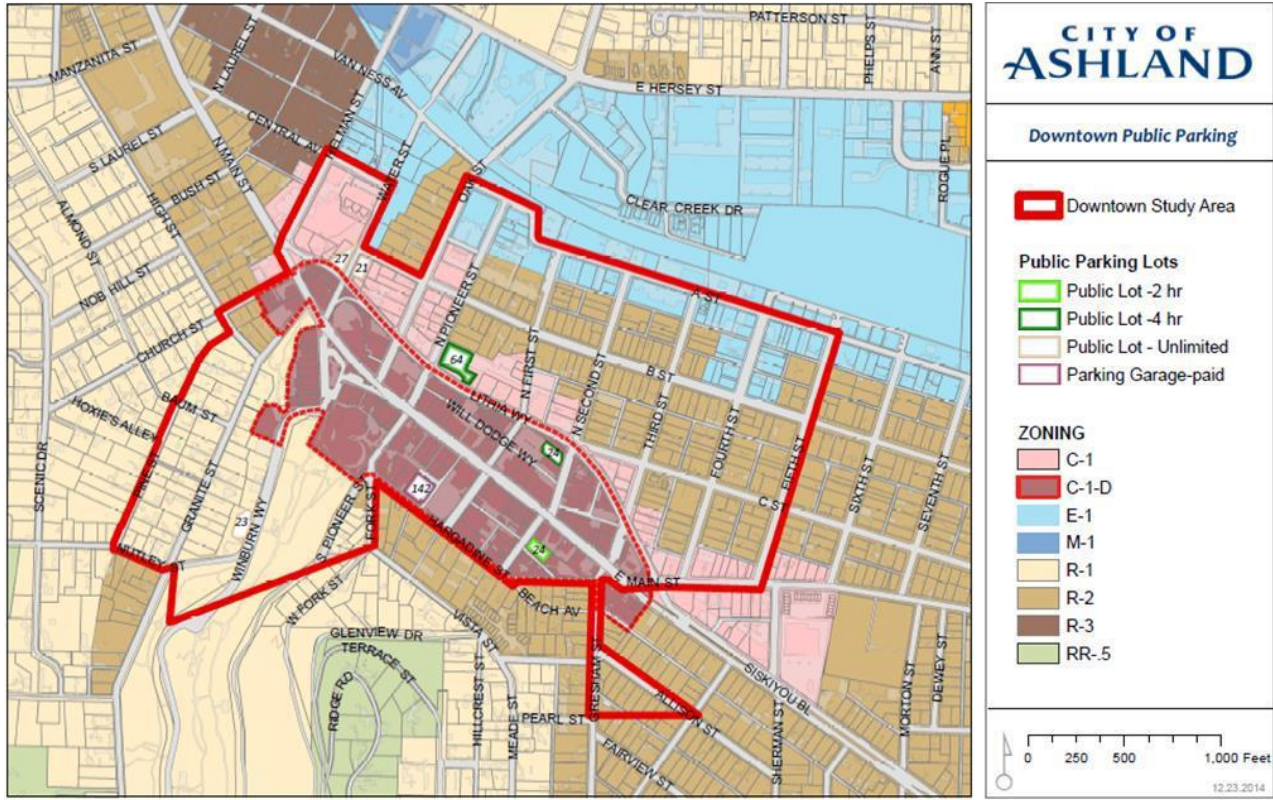 PATTERSON ST
PHELPS ST
ANN ST
MANZANITA ST
N LAUREL ST
VAN NESS AV
E HERSEY ST
CENTRAL AV
HELMAN ST
WATER ST
OAK ST
ROGUE PL
S LAUREL ST
N MAIN ST
BUSH ST
HIGH ST
ALMOND ST
CLEAR CREEK DR
27
21
NOB HILL ST
CHURCH ST
N PIONEER ST
A ST
64
N FIRST ST
B ST
N SECOND ST
THIRD ST
FOURTH ST
FIFTH ST
LITHIA WY
WILL DODGE WY
BAUM ST
HOXIE'S ALLEY
PINE ST
GRANITE ST
SCENIC DR
24
142
C ST
SIXTH ST
SEVENTH ST
23
WINBURN WY
S PIONEER S
FORK ST
HARGADINE ST
24
NUTLEY ST
E MAIN ST
BEACH AV
W FORK ST
VISTA ST
GLENVIEW DR
TERRACE ST
RIDGE RD
HILLCREST ST
MEADE ST
GRESHAM ST
ALLISON ST
PEARL ST
FAIRVIEW ST
SISKIYOU BL
SHERMAN ST
MORTON ST
DEWEY ST
CITY OF
ASHLAND
Downtown Public Parking
Downtown Study Area
Public Parking Lots
Public Lot -2 hr
Public Lot -4 hr
Public Lot - Unlimited
Parking Garage-paid
ZONING
C-1
C-1-D
E-1
M-1
R-1
R-2
R-3
RR-.5
0 250 500 1,000 Feet
12.23.2014